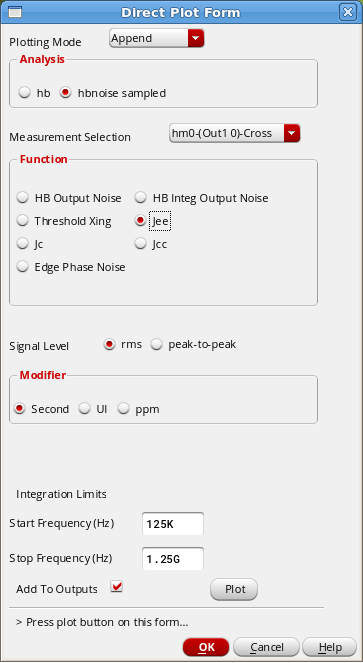 Direct Plot Form
Plotting Mode Append
Analysis
hb hbnoise sampled
Measurement Selection hm0-(Out1 0)-Cross
Function
HB Output Noise HB Integ Output Noise
Threshold Xing Jee
Jc Jcc
Edge Phase Noise
Signal Level rms peak-to-peak
Modifier
Second UI ppm
Integration Limits
Start Frequency (Hz) 125K
Stop Frequency (Hz) 1.25G
Add To Outputs Plot
> Press plot button on this form...
OK Cancel Help